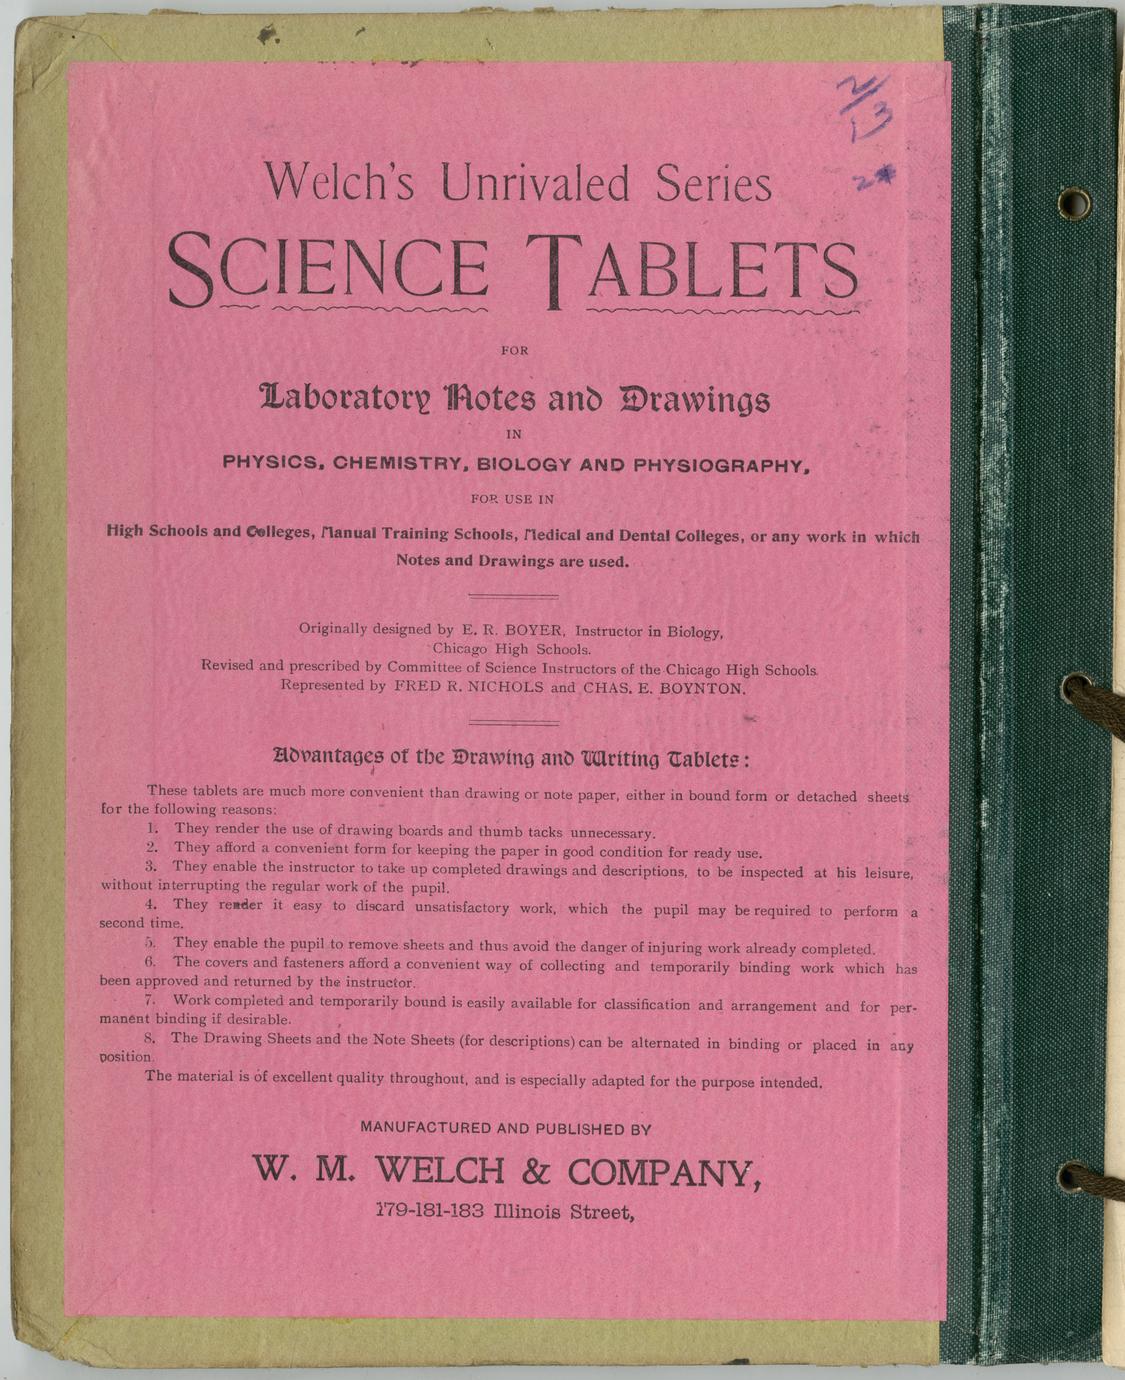 2/13
24
Welch's Unrivaled Series
SCIENCE TABLETS
FOR
Laboratory Notes and Drawings
IN
PHYSICS, CHEMISTRY, BIOLOGY AND PHYSIOGRAPHY,
FOR USE IN
High Schools and Colleges, Manual Training Schools, Medical and Dental Colleges, or any work in which
Notes and Drawings are used.
Originally designed by E. R. BOYER, Instructor in Biology,
Chicago High Schools.
Revised and prescribed by Committee of Science Instructors of the Chicago High Schools.
Represented by FRED R. NICHOLS and CHAS. E. BOYNTON.
Advantages of the Drawing and Writing Tablets:
These tablets are much more convenient than drawing or note paper, either in bound form or detached sheets
for the following reasons:
1. They render the use of drawing boards and thumb tacks unnecessary.
2. They afford a convenient form for keeping the paper in good condition for ready use.
3. They enable the instructor to take up completed drawings and descriptions, to be inspected at his leisure,
without interrupting the regular work of the pupil.
4. They render it easy to discard unsatisfactory work, which the pupil may be required to perform a
second time.
5. They enable the pupil to remove sheets and thus avoid the danger of injuring work already completed.
6. The covers and fasteners afford a convenient way of collecting and temporarily binding work which has
been approved and returned by the instructor.
7. Work completed and temporarily bound is easily available for classification and arrangement and for per-
manent binding if desirable.
8. The Drawing Sheets and the Note Sheets (for descriptions) can be alternated in binding or placed in any
position.
The material is of excellent quality throughout, and is especially adapted for the purpose intended.
MANUFACTURED AND PUBLISHED BY
W. M. WELCH & COMPANY,
179-181-183 Illinois Street,